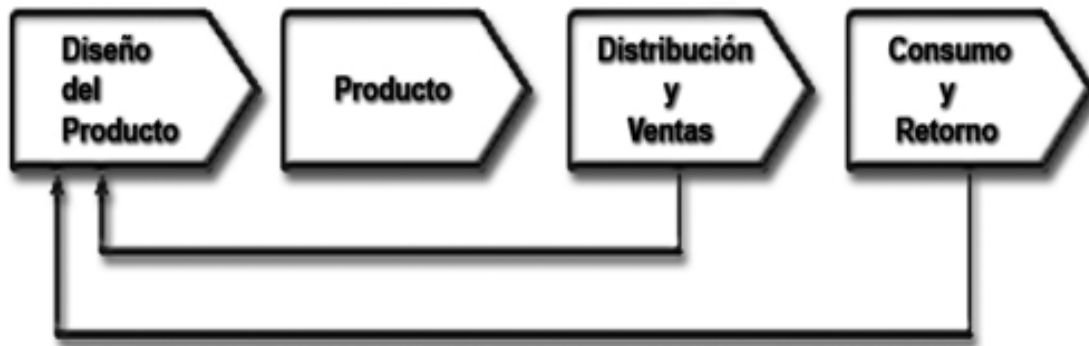 Diseño
del
Producto
Producto
Distribución
y
Ventas
Consumo
y
Retorno